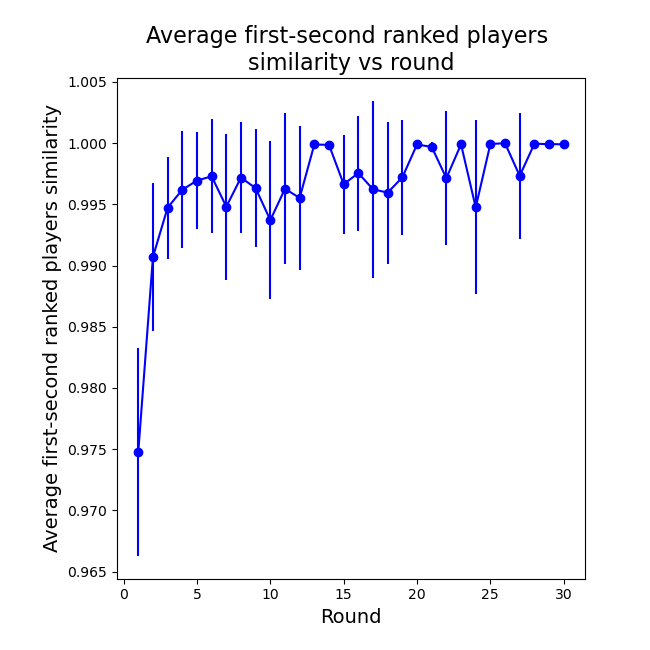 Average first-second ranked players
similarity vs round
Average first-second ranked players similarity
1.005
1.000
0.995
0.990
0.985
0.980
0.975
0.970
0.965
0 5 10 15 20 25 30
Round